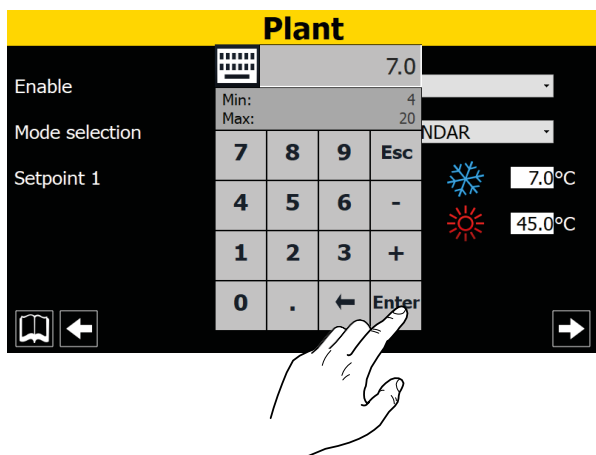 Plant
7.0
Enable
Min: 4
Max: 20
Mode selection
NDAR
7 8 9 Esc
Setpoint 1
7.0°C
4 5 6 -
45.0°C
1 2 3 +
0 . ← Enter